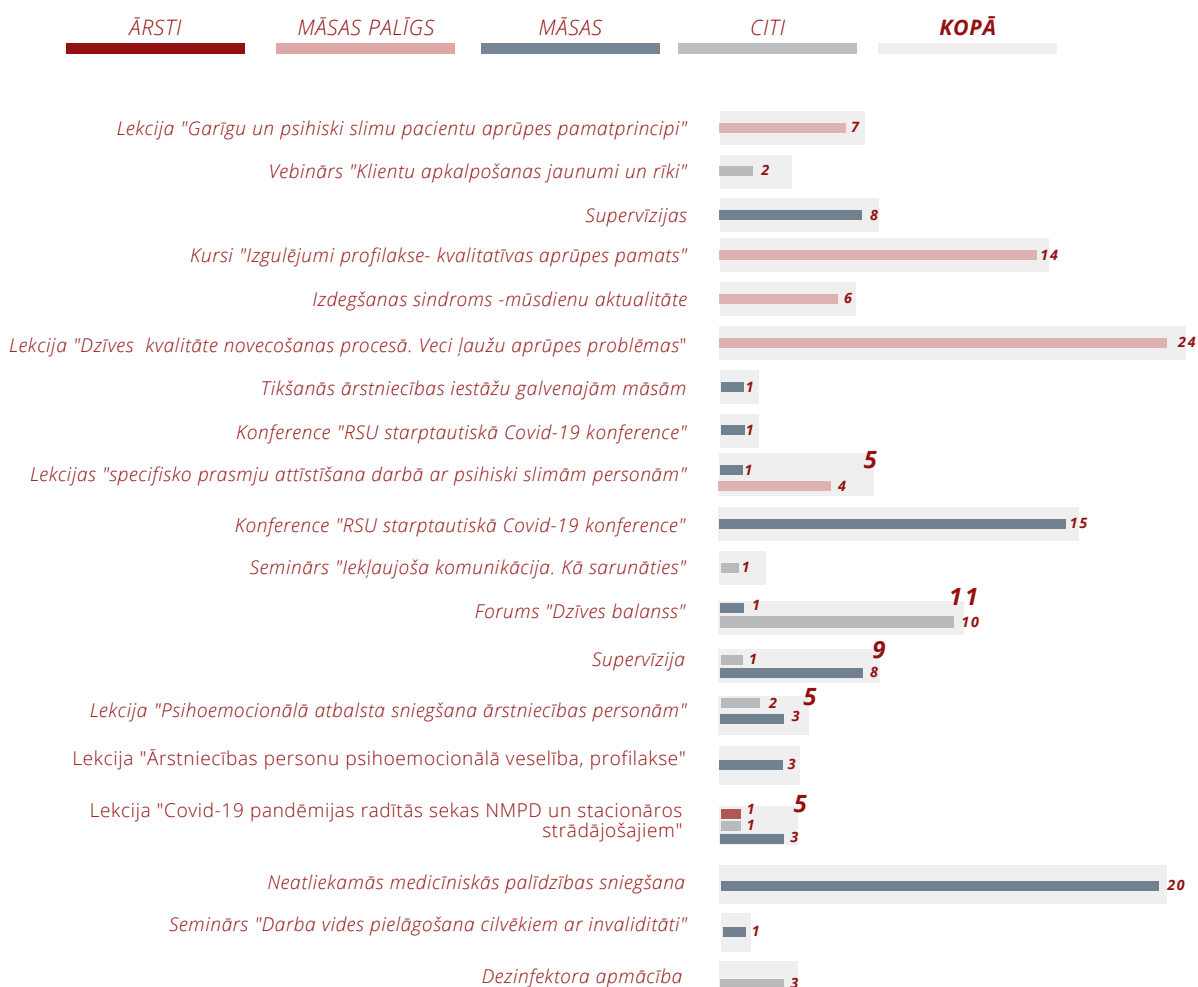 ĀRSTI MĀSAS PALĪGS MĀSAS CITI KOPĀ
Lekcija "Garīgu un psihiski slimu pacientu aprūpes pamatprincipi" 7
Vebinārs "Klientu apkalpošanas jaunumi un rīki" 2
Supervīzijas 8
Kursi "Izgulējumi profilakse- kvalitatīvas aprūpes pamats" 14
Izdegšanas sindroms -mūsdienu aktualitāte 6
Lekcija "Dzīves kvalitāte novecošanas procesā. Veci ļaužu aprūpes problēmas" 24
Tikšanās ārstniecības iestāžu galvenajām māsām 1
Konference "RSU starptautiskā Covid-19 konference" 1
5
Lekcijas "specifisko prasmju attīstīšana darbā ar psihiski slimām personām" 1
4
Konference "RSU starptautiskā Covid-19 konference" 15
Seminārs "Iekļaujoša komunikācija. Kā sarunāties" 1
11
Forums "Dzīves balanss" 1
10
9
Supervīzija 1
8
5
Lekcija "Psihoemocionālā atbalsta sniegšana ārstniecības personām" 2
3
Lekcija "Ārstniecības personu psihoemocionālā veselība, profilakse" 3
5
Lekcija "Covid-19 pandēmijas radītās sekas NMPD un stacionāros 1
strādājošajiem" 1
3
Neatliekamās medicīniskās palīdzības sniegšana 20
Seminārs "Darba vides pielāgošana cilvēkiem ar invaliditāti" 1
Dezinfektora apmācība 3